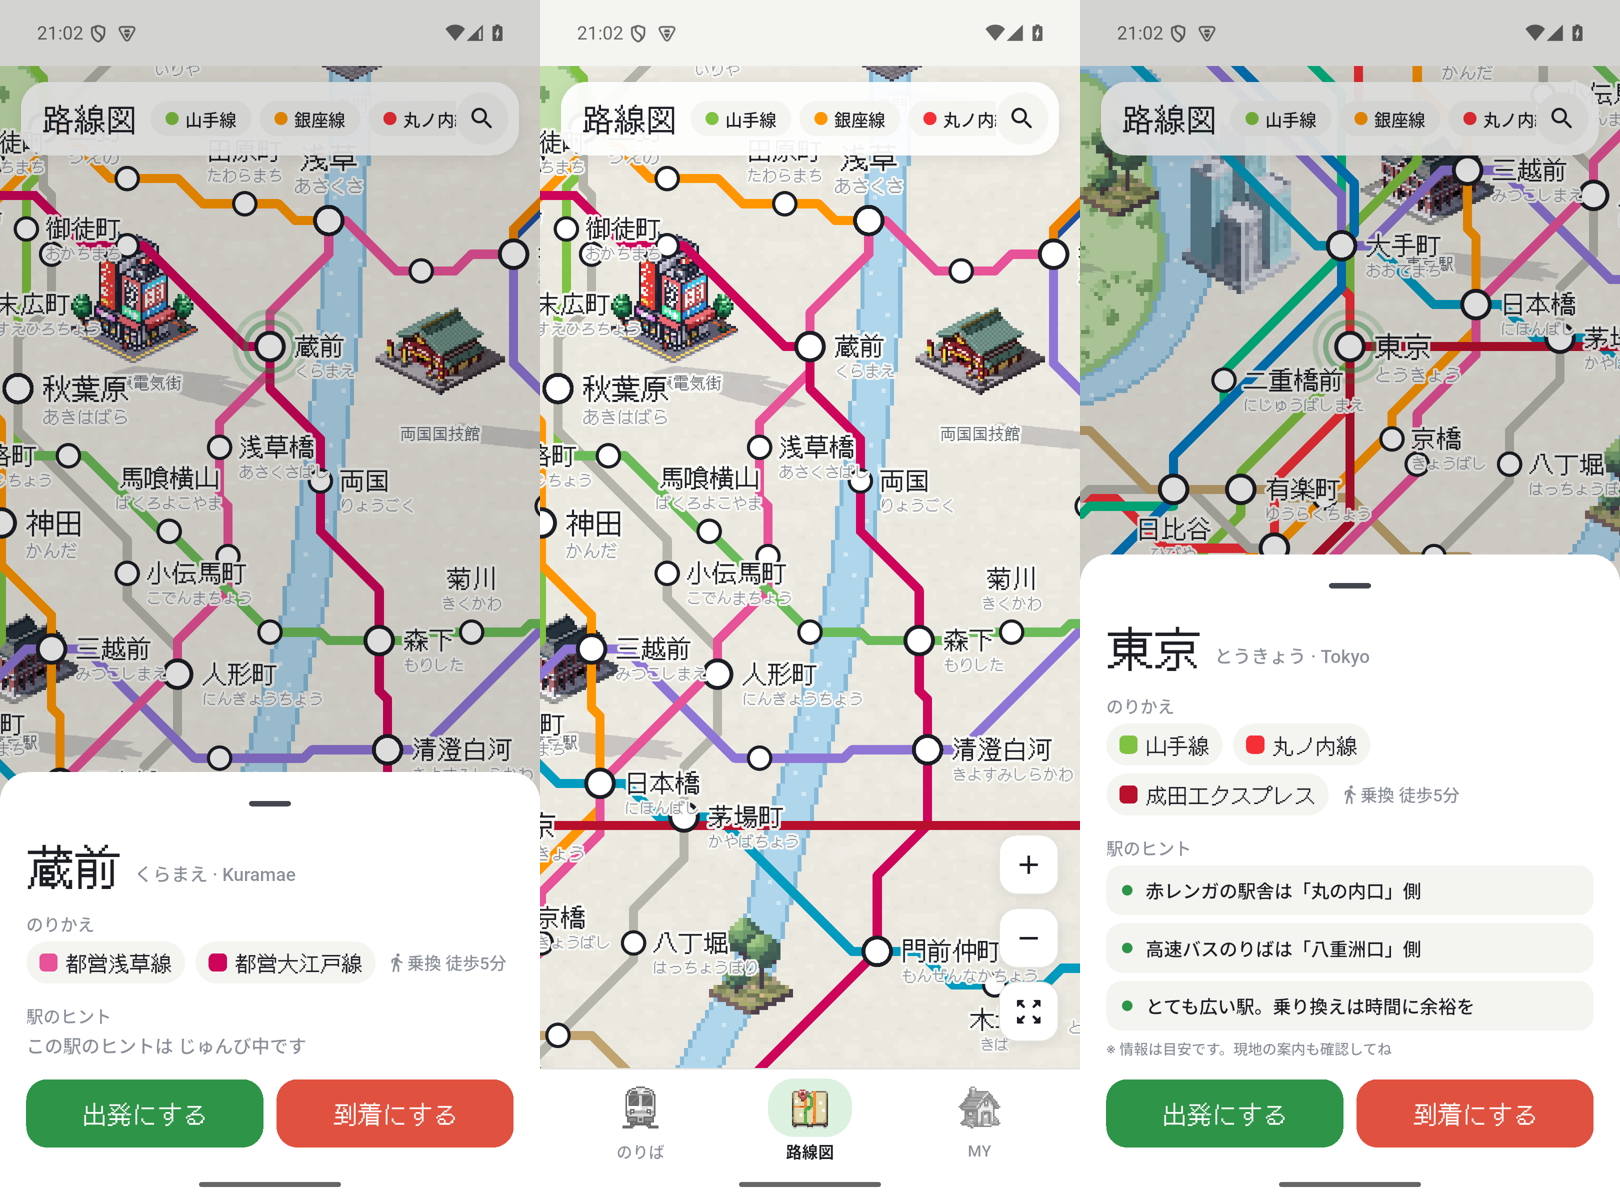 21:02
いりや
路線図
山手線
銀座線
丸ノ内
田原町
たわらまち
浅草
あさくさ
うえの
御徒町
おかちまち
末広町
すえひろちょう
蔵前
くらまえ
秋葉原
あきはばら
電気街
両国国技館
浅草橋
あさくさばし
馬喰横山
ばくろよこやま
両国
りょうごく
神田
かんだ
小伝馬町
こでんまちょう
菊川
きくかわ
三越前
みつこしまえ
森下
もりした
人形町
にんぎょうちょう
清澄白河
蔵前
くらまえ · Kuramae
のりかえ
都営浅草線
都営大江戸線
乗換 徒歩5分
駅のヒント
この駅のヒントは じゅんび中です
出発にする
到着にする
21:02
いりや
路線図
山手線
銀座線
丸ノ内
田原町
たわらまち
浅草
あさくさ
うえの
御徒町
おかちまち
末広町
すえひろちょう
蔵前
くらまえ
秋葉原
あきはばら
電気街
両国国技館
浅草橋
あさくさばし
馬喰横山
ばくろよこやま
両国
りょうごく
神田
かんだ
小伝馬町
こでんまちょう
菊川
きくかわ
三越前
みつこしまえ
森下
もりした
人形町
にんぎょうちょう
清澄白河
きよすみしらかわ
日本橋
にほんばし
茅場町
かやばちょう
京橋
きょうばし
八丁堀
はっちょうぼり
門前仲町
もんぜんなかちょう
木
きば
のりば
路線図
MY
21:02
かんだ
路線図
山手線
銀座線
丸ノ内
三越前
みつこしまえ
大手町
おおてまち
日本橋
にほんばし
東京
とうきょう
二重橋前
にじゅうばしまえ
京橋
きょうばし
八丁堀
有楽町
ゆうらくちょう
日比谷
ひびや
東京
とうきょう · Tokyo
のりかえ
山手線
丸ノ内線
成田エクスプレス
乗換 徒歩5分
駅のヒント
赤レンガの駅舎は「丸の内口」側
高速バスのりばは「八重洲口」側
とても広い駅。乗り換えは時間に余裕を
※ 情報は目安です。現地の案内も確認してね
出発にする
到着にする